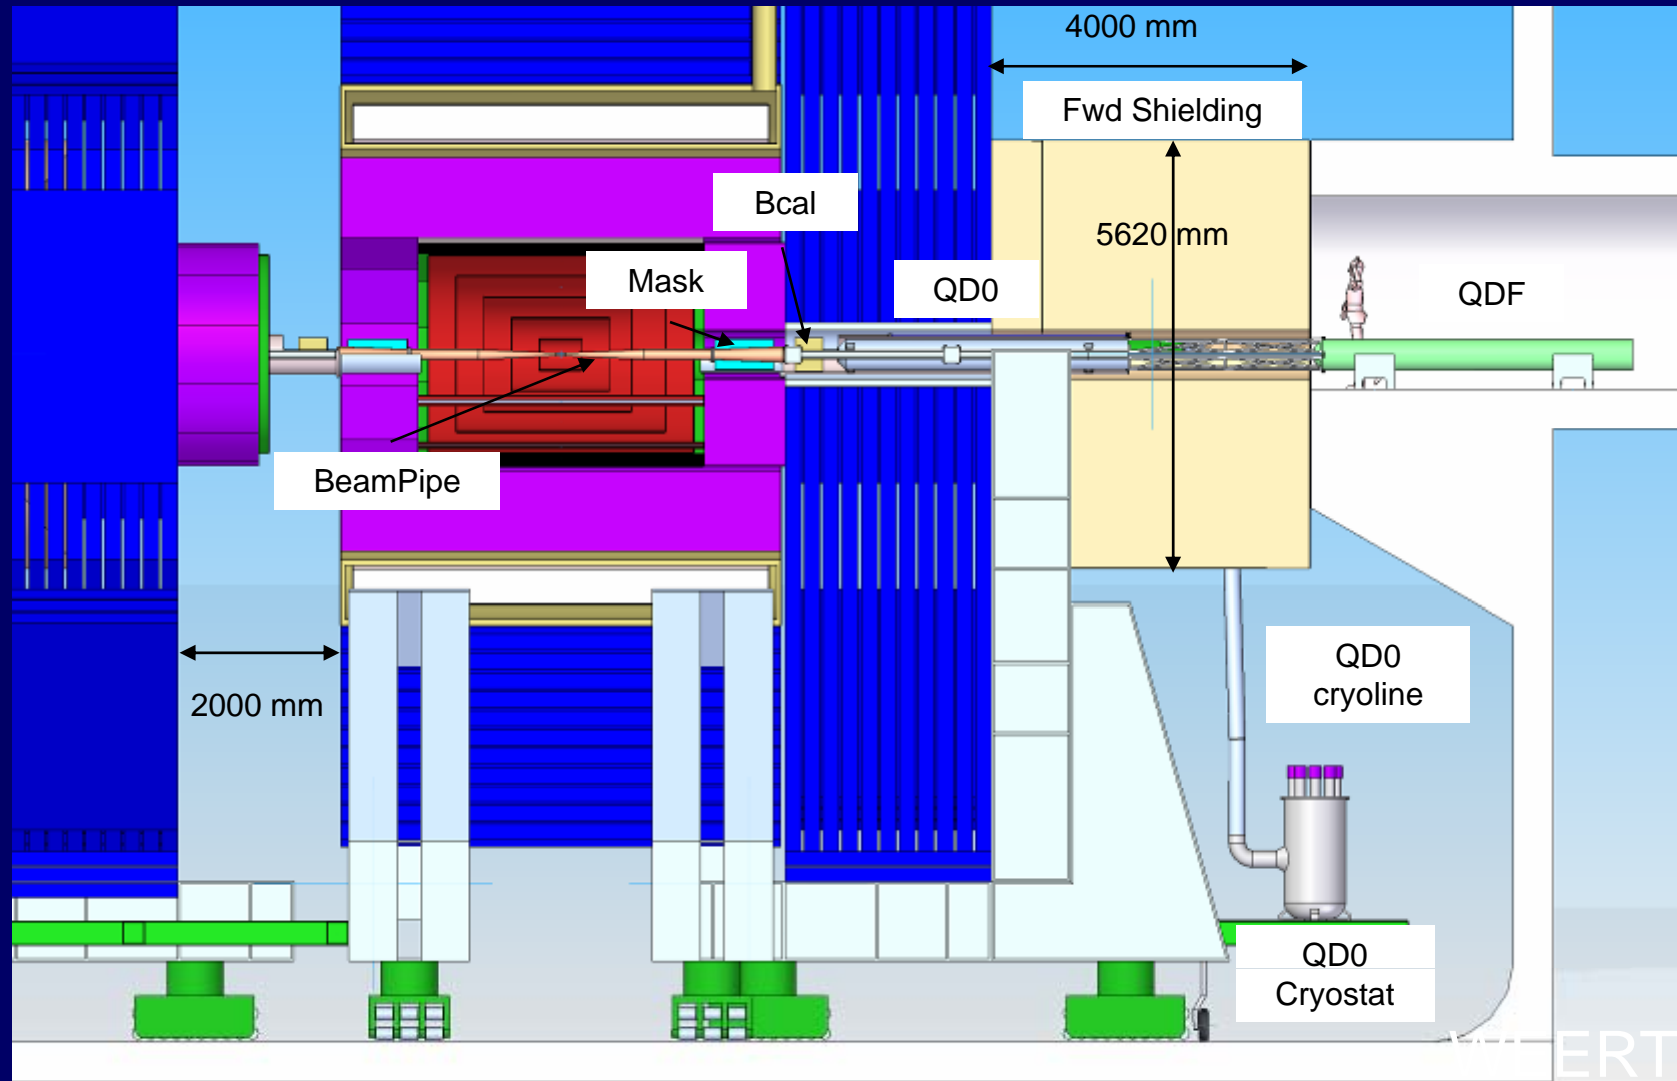 4000 mm
Fwd Shielding
Bcal
5620 mm
Mask
QD0
QDF
BeamPipe
QD0
cryoline
2000 mm
QD0
Cryostat